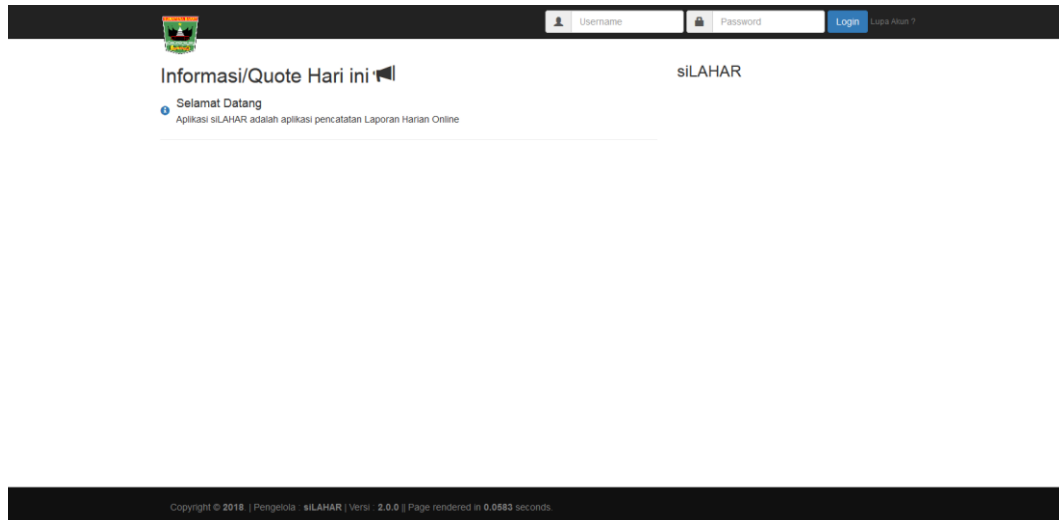 Username
Password
Login
Lupa Akun ?
Informasi/Quote Hari ini
siLAHAR
Selamat Datang
Aplikasi siLAHAR adalah aplikasi pencatatan Laporan Harian Online
Copyright © 2018. | Pengelola : siLAHAR | Versi : 2.0.0 || Page rendered in 0.0583 seconds.